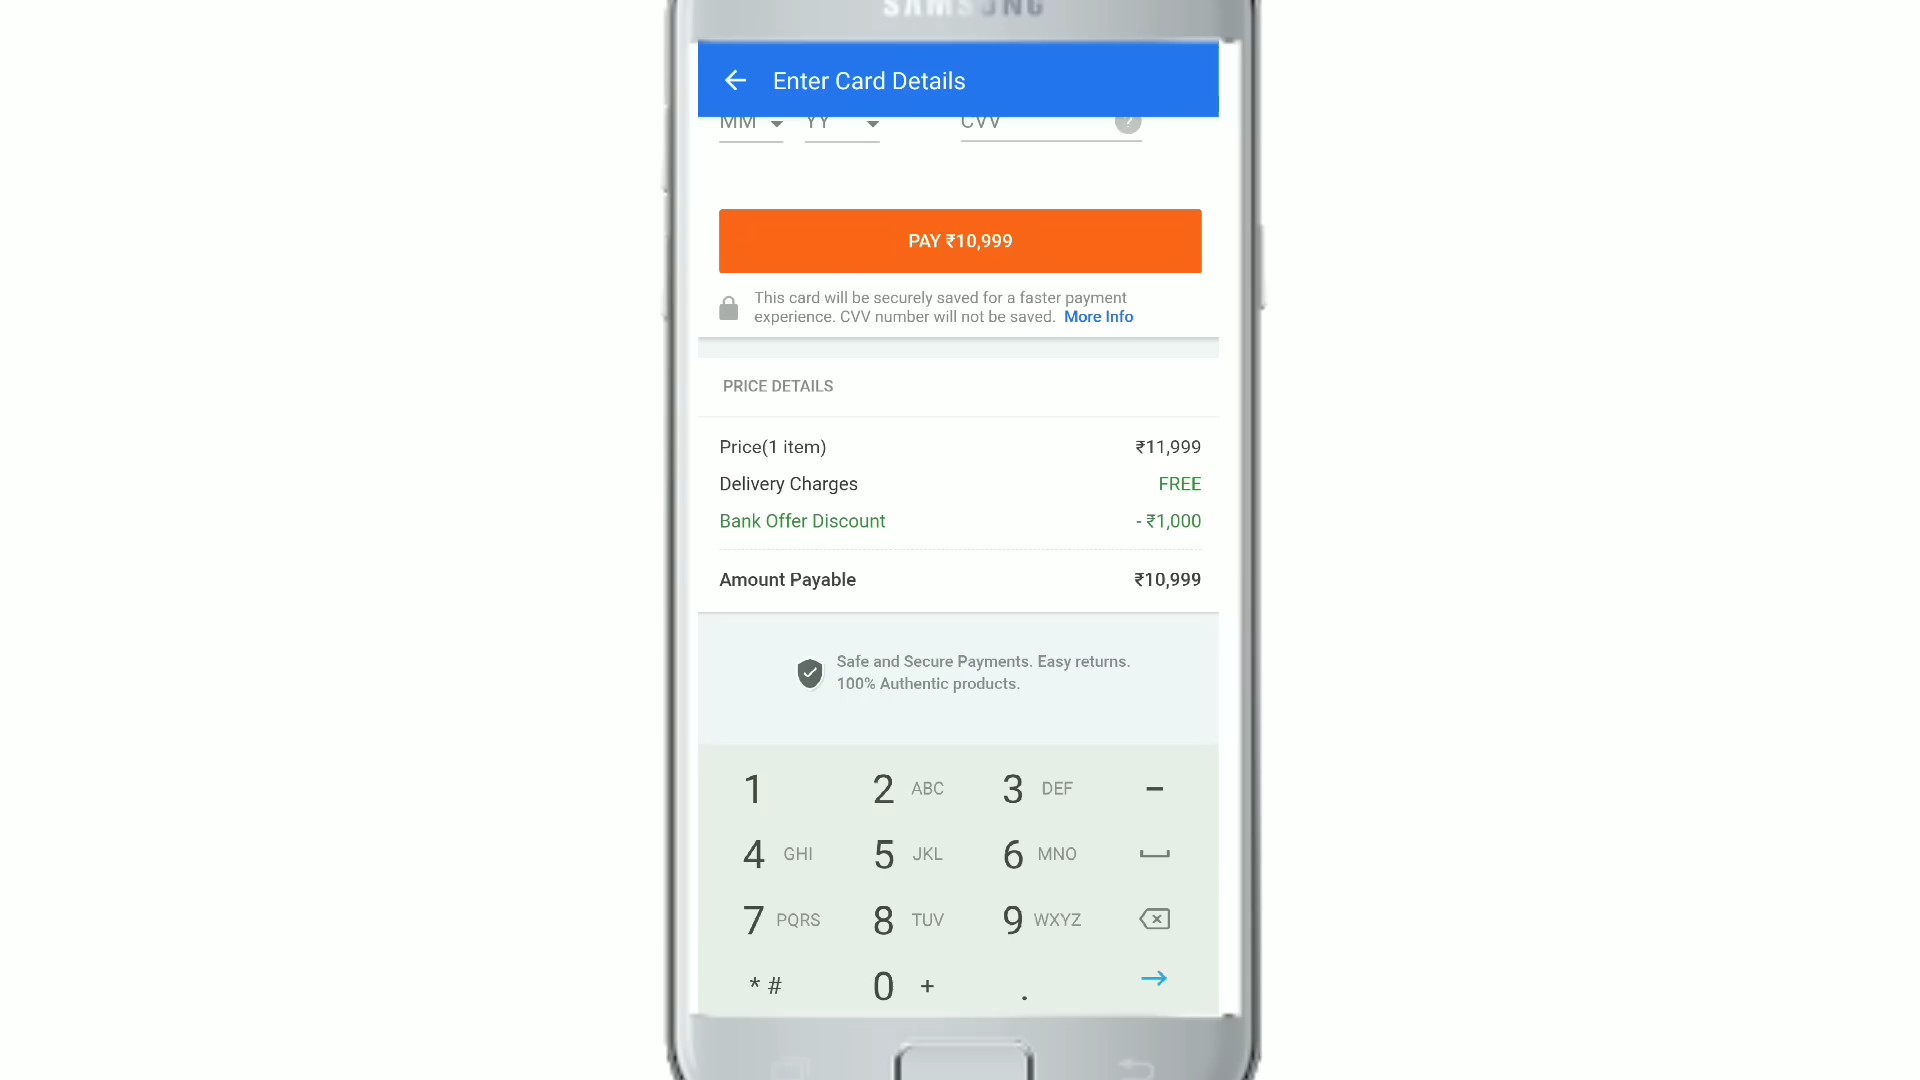 SAMSUNG
Enter Card Details
MM YY CVV ?
PAY ₹10,999
This card will be securely saved for a faster payment
experience. CVV number will not be saved. More Info
PRICE DETAILS
Price(1 item) ₹11,999
Delivery Charges FREE
Bank Offer Discount - ₹1,000
Amount Payable ₹10,999
Safe and Secure Payments. Easy returns.
100% Authentic products.
1 2 ABC 3 DEF -
4 GHI 5 JKL 6 MNO
7 PQRS 8 TUV 9 WXYZ
* # 0 + .